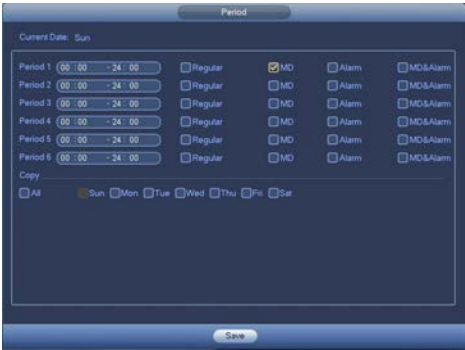 Period
Current Date: Sun
Period 1 00 : 00 - 24 : 00 Regular MD Alarm MD&Alarm
Period 2 00 : 00 - 24 : 00 Regular MD Alarm MD&Alarm
Period 3 00 : 00 - 24 : 00 Regular MD Alarm MD&Alarm
Period 4 00 : 00 - 24 : 00 Regular MD Alarm MD&Alarm
Period 5 00 : 00 - 24 : 00 Regular MD Alarm MD&Alarm
Period 6 00 : 00 - 24 : 00 Regular MD Alarm MD&Alarm
Copy
All Sun Mon Tue Wed Thu Fri Sat
Save